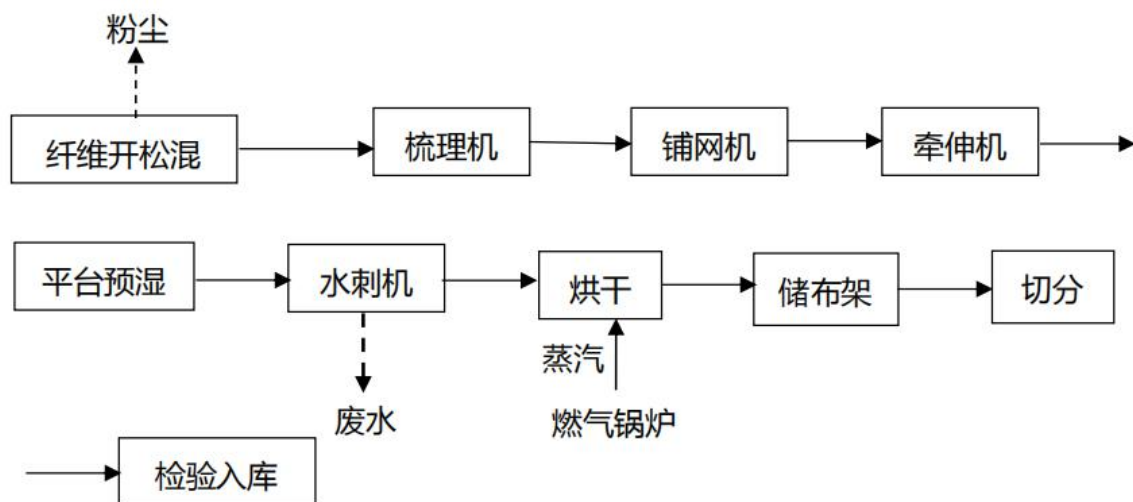 粉尘
纤维开松混
梳理机
铺网机
牵伸机
平台预湿
水刺机
烘干
储布架
切分
蒸汽
废水
燃气锅炉
检验入库